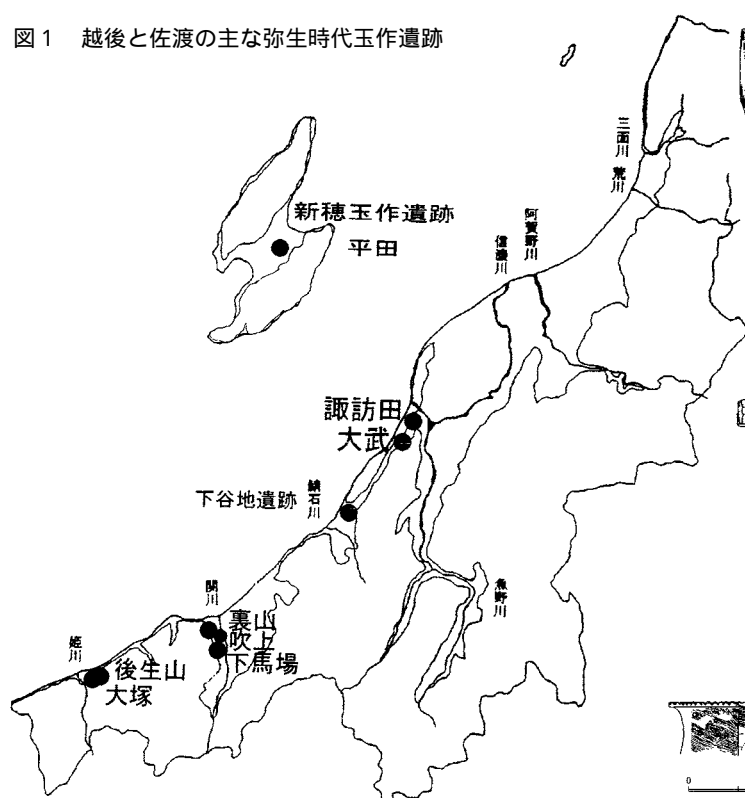 図1　越後と佐渡の主な弥生時代玉作遺跡
三面川
荒川
新穂玉作遺跡
平田
阿賀野川
信濃川
諏訪田
大武
下谷地遺跡
鯖石川
魚野川
関川
裏山
吹上
下馬場
姫川
後生山
大塚
0